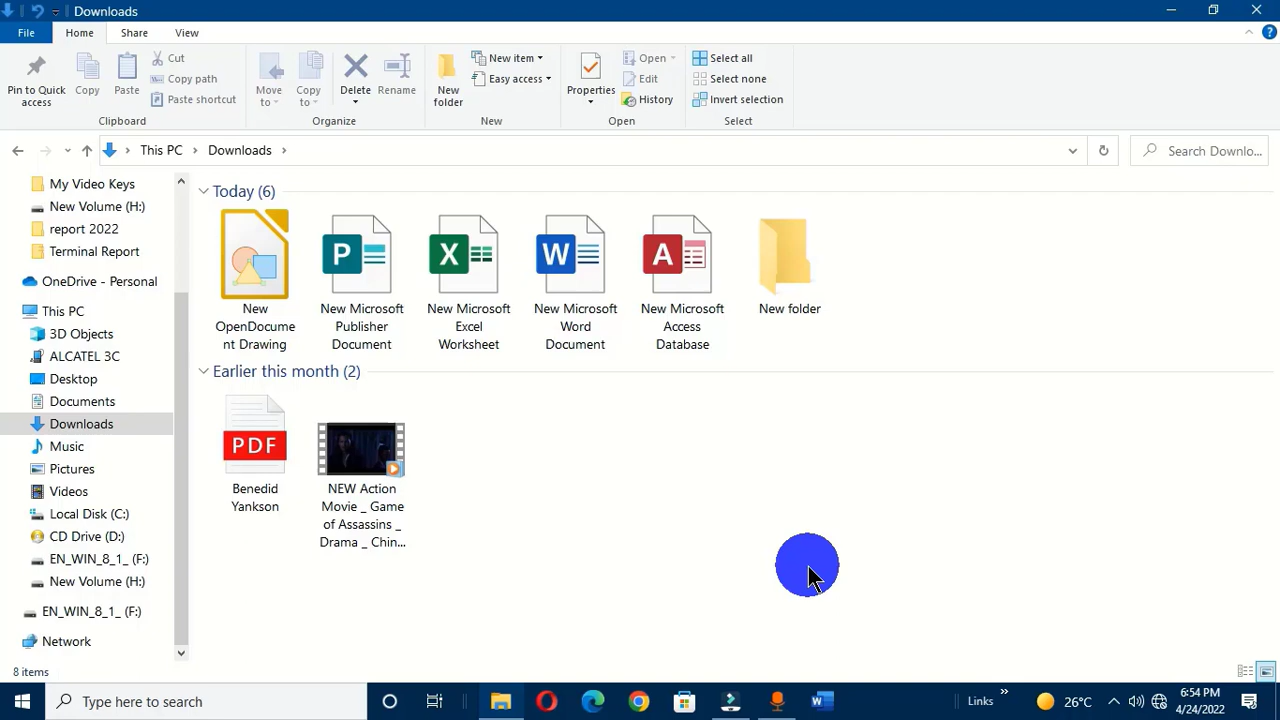 Downloads
File Home Share View
Pin to Quick access
Copy
Paste
Cut
Copy path
Paste shortcut
Clipboard
Move to
Copy to
Delete
Rename
Organize
New folder
New item
Easy access
New
Properties
Open
Edit
History
Open
Select all
Select none
Invert selection
Select
This PC > Downloads >
Search Downlo...
My Video Keys
New Volume (H:)
report 2022
Terminal Report
OneDrive - Personal
This PC
3D Objects
ALCATEL 3C
Desktop
Documents
Downloads
Music
Pictures
Videos
Local Disk (C:)
CD Drive (D:)
EN_WIN_8_1_ (F:)
New Volume (H:)
EN_WIN_8_1_ (F:)
Network
Today (6)
New
OpenDocume
nt Drawing
P
New Microsoft
Publisher
Document
X
New Microsoft
Excel
Worksheet
W
New Microsoft
Word
Document
A
New Microsoft
Access
Database
New folder
Earlier this month (2)
PDF
Benedid
Yankson
NEW Action
Movie _ Game
of Assassins _
Drama _ Chin...
8 items
Type here to search
W
Links
26°C
6:54 PM
4/24/2022